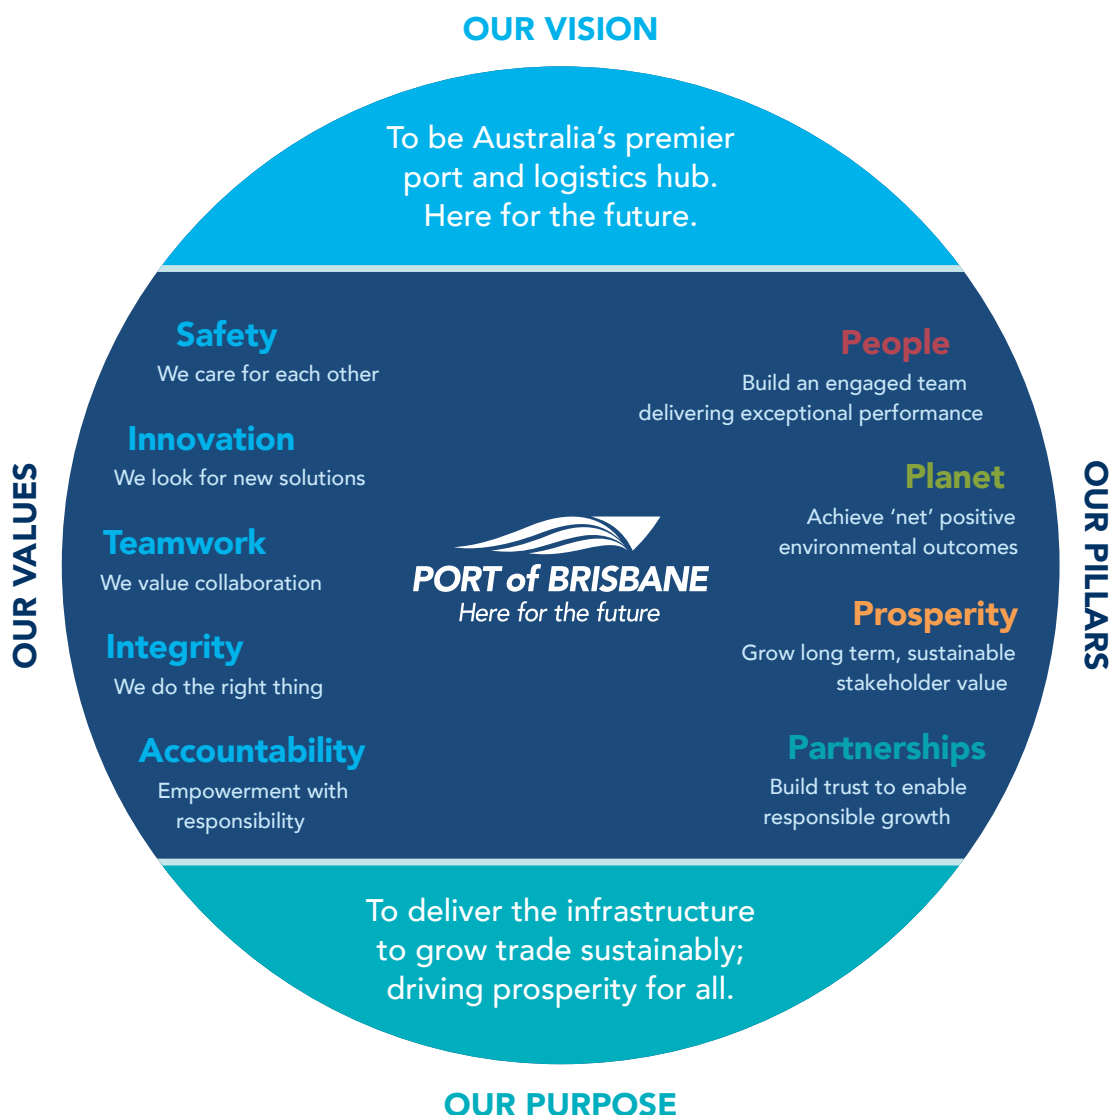 OUR VISION
To be Australia’s premier
port and logistics hub.
Here for the future.
OUR VALUES
Safety
We care for each other
Innovation
We look for new solutions
Teamwork
We value collaboration
Integrity
We do the right thing
Accountability
Empowerment with
responsibility
PORT of BRISBANE
Here for the future
OUR PILLARS
People
Build an engaged team
delivering exceptional performance
Planet
Achieve ‘net’ positive
environmental outcomes
Prosperity
Grow long term, sustainable
stakeholder value
Partnerships
Build trust to enable
responsible growth
To deliver the infrastructure
to grow trade sustainably;
driving prosperity for all.
OUR PURPOSE